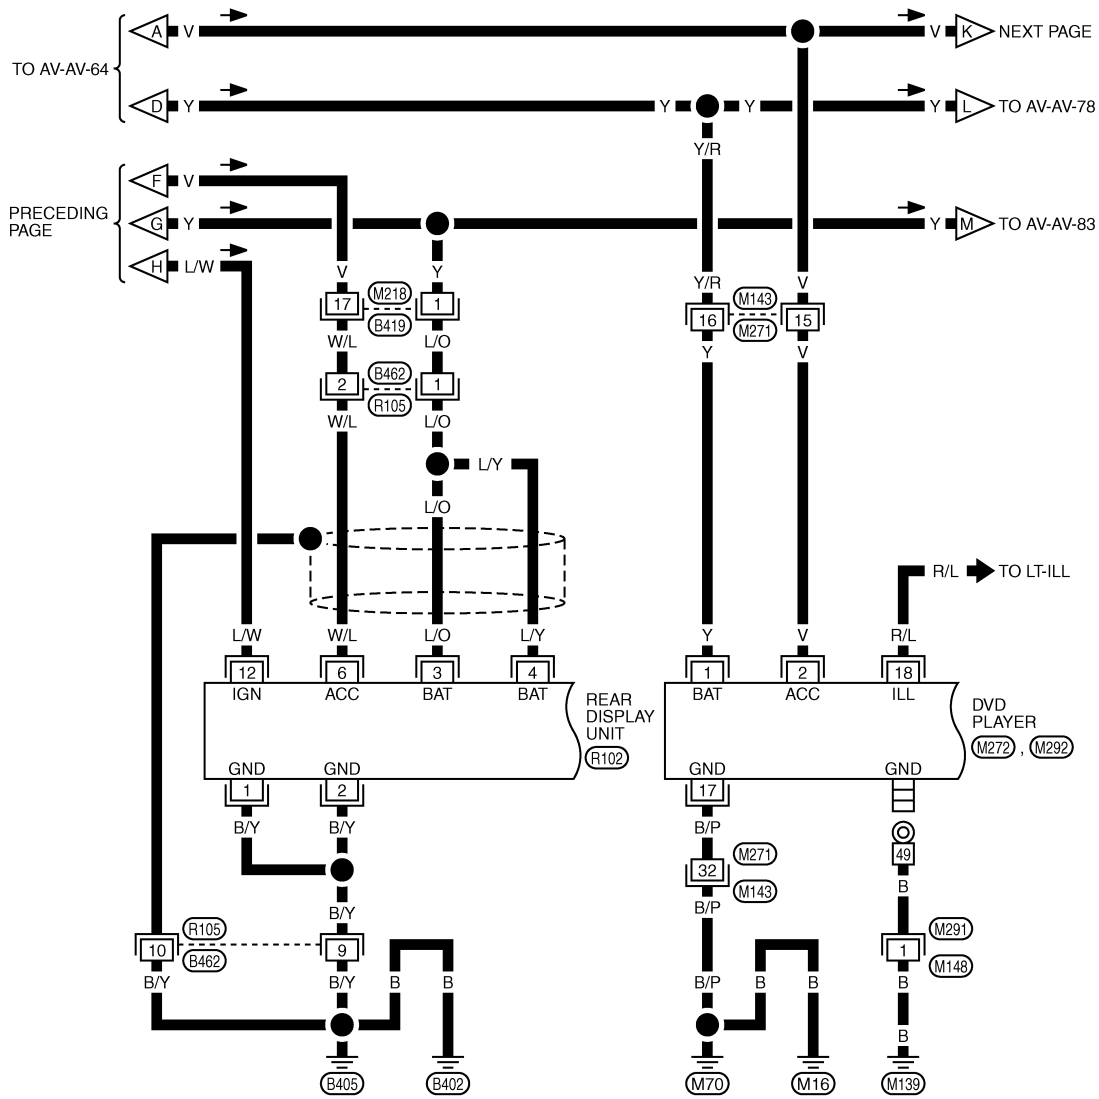 A V V K NEXT PAGE
TO AV-AV-64
D Y Y Y Y L TO AV-AV-78
Y/R
F V
PRECEDING
PAGE
G Y Y M TO AV-AV-83
H L/W
V Y Y/R V
17 M218 1
B419
16 M143 15
M271
W/L L/O Y V
2 B462 1
R105
W/L L/O
L/Y
L/O
R/L TO LT-ILL
L/W W/L L/O L/Y Y V R/L
12 6 3 4 1 2 18
IGN ACC BAT BAT BAT ACC ILL
REAR
DISPLAY
UNIT
R102
DVD
PLAYER
M272 , M292
GND GND GND GND
1 2 17
B/Y B/Y B/P
49
32 M271
M143
B
B/Y B/P
10 R105 9
B462
1 M291
M148
B/Y B/Y B B B/P B B B
B
B405 B402 M70 M16 M139